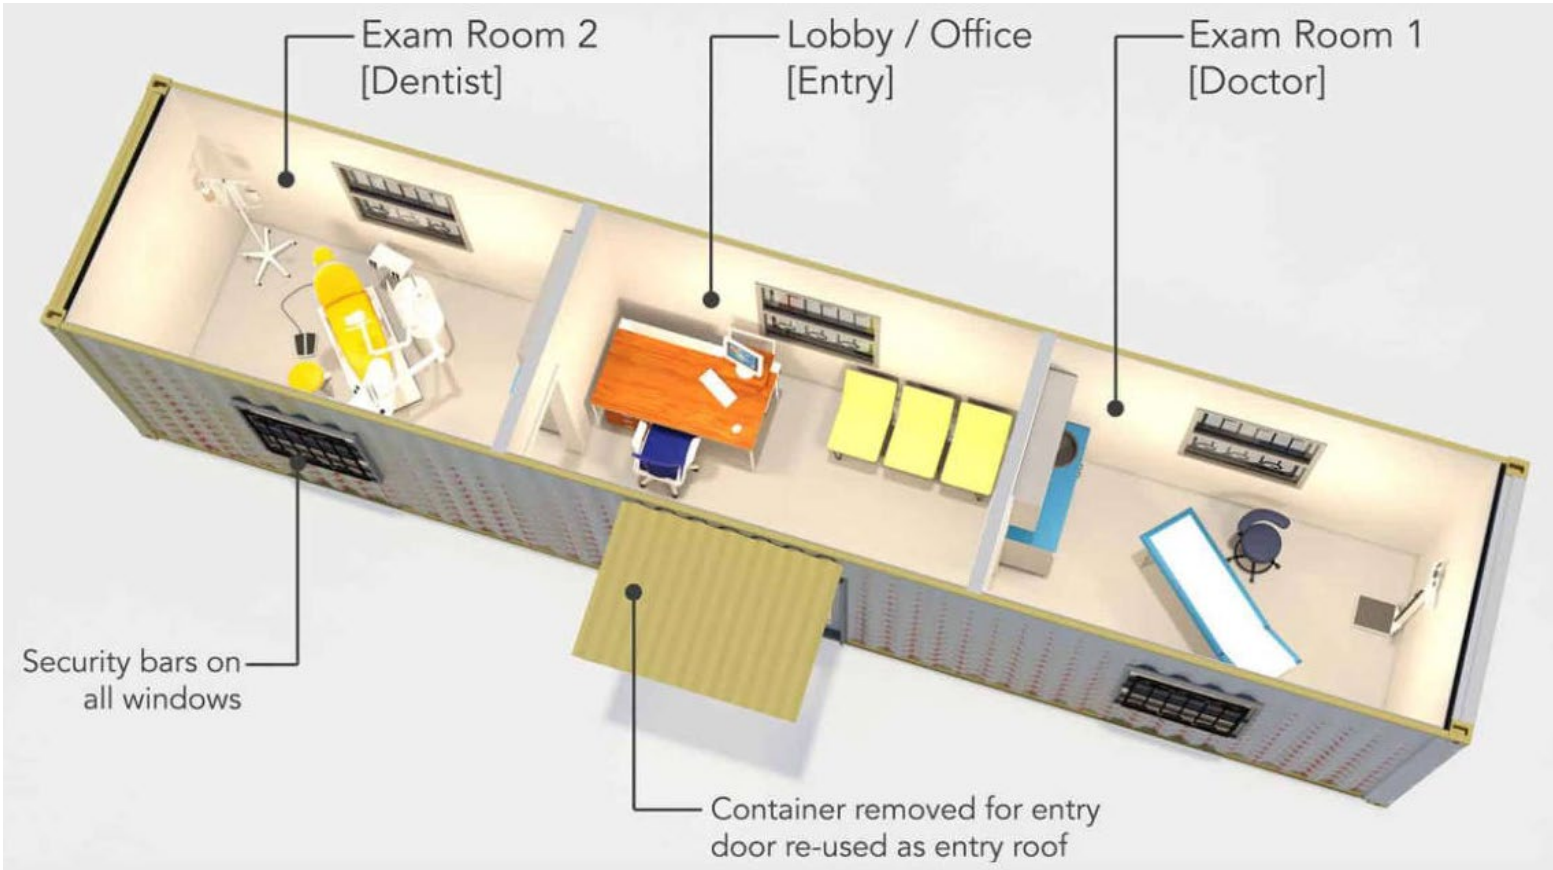 Exam Room 2
[Dentist]
Lobby / Office
[Entry]
Exam Room 1
[Doctor]
Security bars on
all windows
Container removed for entry
door re-used as entry roof